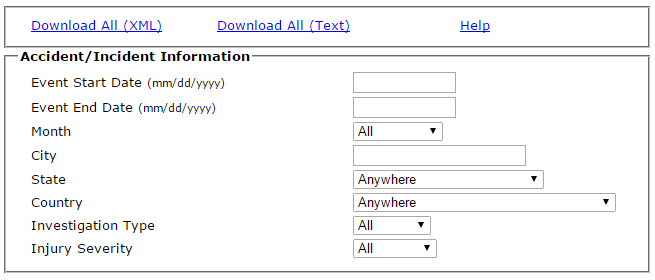 Download All (XML) Download All (Text) Help
Accident/Incident Information
Event Start Date (mm/dd/yyyy)
Event End Date (mm/dd/yyyy)
Month All
City
State Anywhere
Country Anywhere
Investigation Type All
Injury Severity All